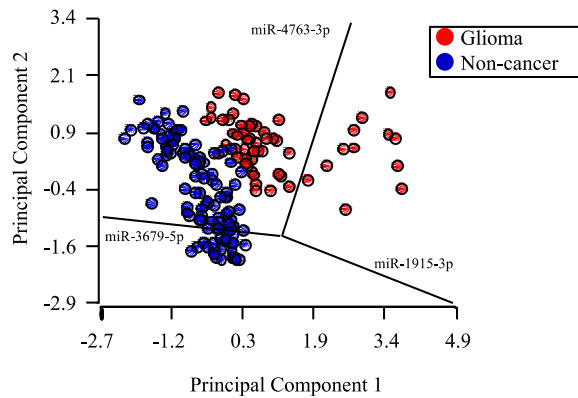 3.4
miR-4763-3p
Glioma
Non-cancer
2.1
0.9
-0.4
-1.6
-2.9
Principal Component 2
miR-3679-5p
miR-1915-3p
-2.7 -1.2 0.3 1.9 3.4 4.9
Principal Component 1